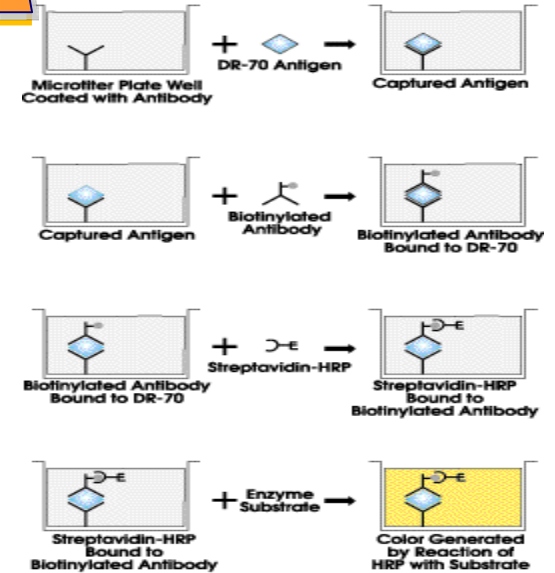 DR-70 Antigen
Microtiter Plate Well
Coated with Antibody
Captured Antigen
Captured Antigen
Biotinylated
Antibody
Biotinylated Antibody
Bound to DR-70
Biotinylated Antibody
Bound to DR-70
E
Streptavidin-HRP
E
Streptavidin-HRP
Bound to
Biotinylated Antibody
E
Streptavidin-HRP
Bound to
Biotinylated Antibody
Enzyme
Substrate
E
Color Generated
by Reaction of
HRP with Substrate